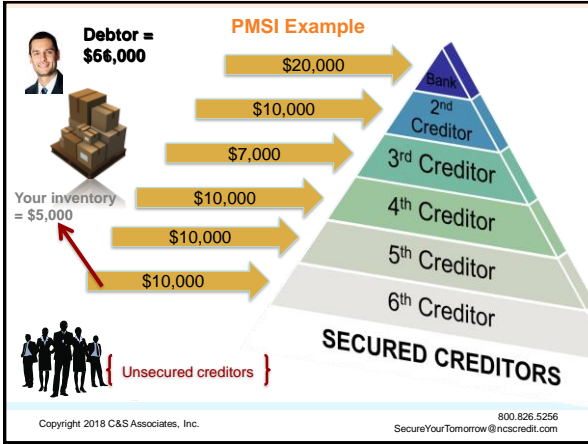 PMSI Example
Debtor =
$66,000
$20,000
Bank
$10,000
2nd
Creditor
$7,000
3rd Creditor
Your inventory
= $5,000
$10,000
4th Creditor
$10,000
5th Creditor
$10,000
6th Creditor
SECURED CREDITORS
{ Unsecured creditors }
Copyright 2018 C&S Associates, Inc.
800.826.5256
SecureYourTomorrow@ncscredit.com